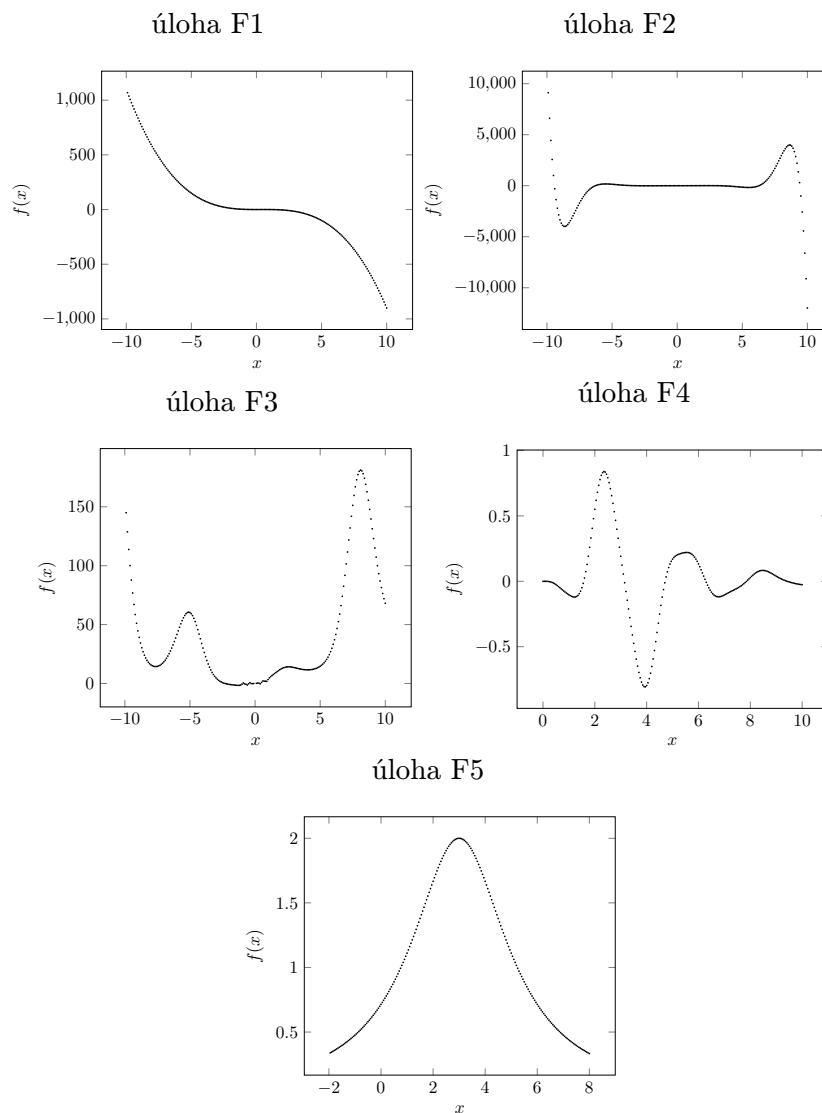 úloha F1
1,000
500
0
−500
−1,000
f(x)
−10 −5 0 5 10
x
úloha F2
10,000
5,000
0
−5,000
−10,000
f(x)
−10 −5 0 5 10
x
úloha F3
150
100
50
0
f(x)
−10 −5 0 5 10
x
úloha F4
1
0.5
0
−0.5
f(x)
0 2 4 6 8 10
x
úloha F5
2
1.5
1
0.5
f(x)
−2 0 2 4 6 8
x